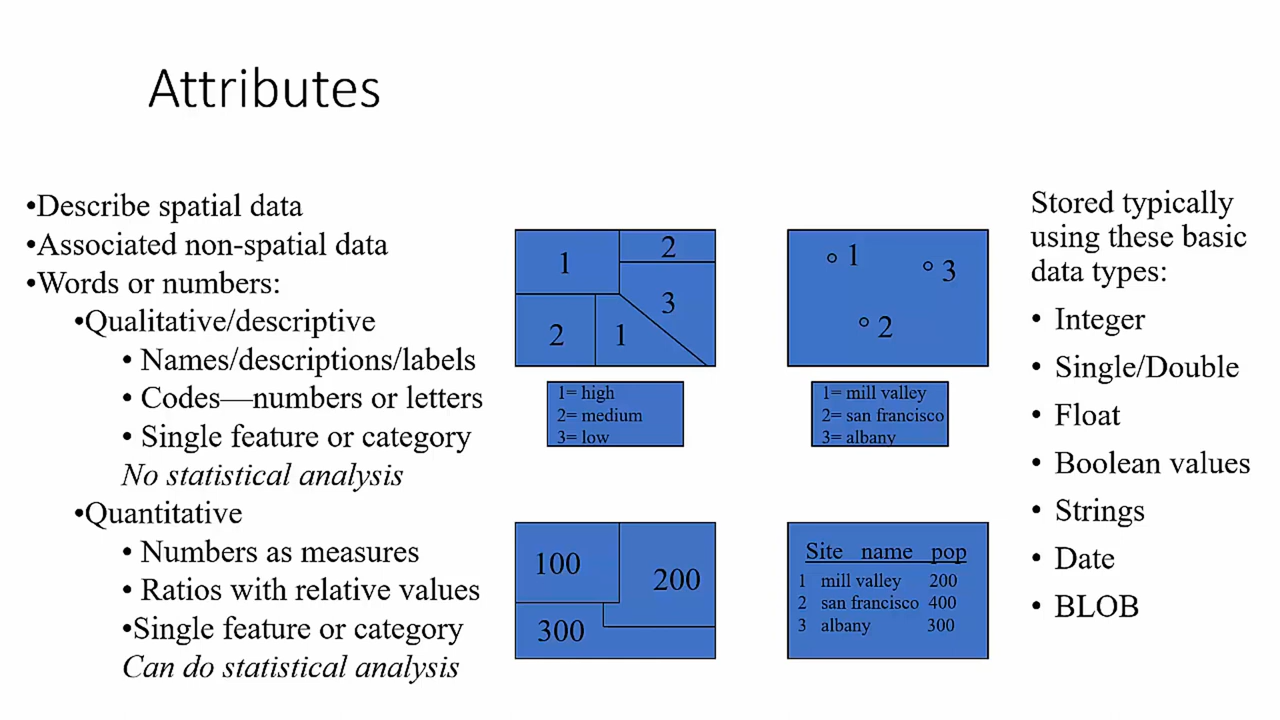 Attributes
•Describe spatial data
•Associated non-spatial data
•Words or numbers:
•Qualitative/descriptive
• Names/descriptions/labels
• Codes—numbers or letters
• Single feature or category
No statistical analysis
•Quantitative
• Numbers as measures
• Ratios with relative values
•Single feature or category
Can do statistical analysis
1
2
3
2
1
1= high
2= medium
3= low
1
3
2
1= mill valley
2= san francisco
3= albany
100
200
300
Site name pop
1 mill valley 200
2 san francisco 400
3 albany 300
Stored typically
using these basic
data types:
• Integer
• Single/Double
• Float
• Boolean values
• Strings
• Date
• BLOB